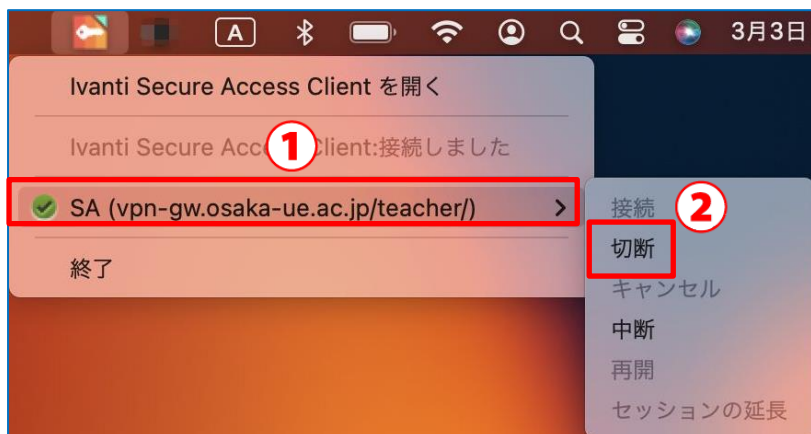 A
3月3日
Ivanti Secure Access Client を開く
Ivanti Secure Acc lient:接続しました
1
SA (vpn-gw.osaka-ue.ac.jp/teacher/)
終了
接続
2
切断
キャンセル
中断
再開
セッションの延長